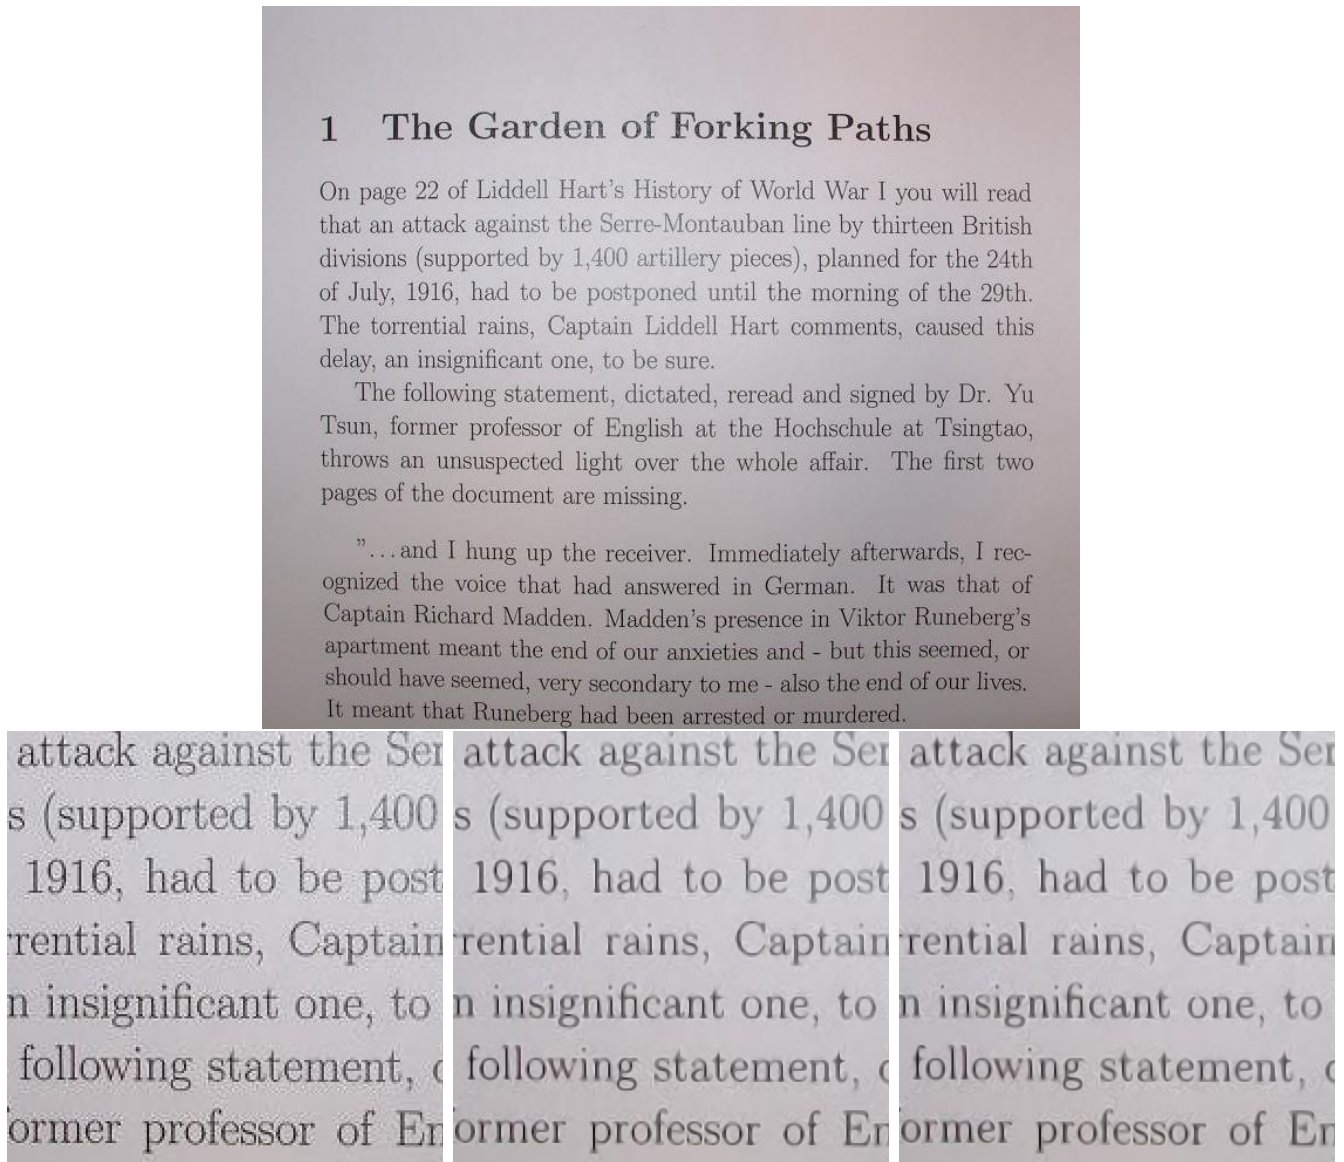 1 The Garden of Forking Paths
On page 22 of Liddell Hart's History of World War I you will read
that an attack against the Serre-Montauban line by thirteen British
divisions (supported by 1,400 artillery pieces), planned for the 24th
of July, 1916, had to be postponed until the morning of the 29th.
The torrential rains, Captain Liddell Hart comments, caused this
delay, an insignificant one, to be sure.
The following statement, dictated, reread and signed by Dr. Yu
Tsun, former professor of English at the Hochschule at Tsingtao,
throws an unsuspected light over the whole affair. The first two
pages of the document are missing.
"...and I hung up the receiver. Immediately afterwards, I rec-
ognized the voice that had answered in German. It was that of
Captain Richard Madden. Madden's presence in Viktor Runeberg's
apartment meant the end of our anxieties and - but this seemed, or
should have seemed, very secondary to me - also the end of our lives.
It meant that Runeberg had been arrested or murdered.
attack against the Ser
s (supported by 1,400
1916, had to be post
rential rains, Captain
n insignificant one, to
following statement,
ormer professor of En
attack against the Ser
s (supported by 1,400
1916, had to be post
rential rains, Captain
n insignificant one, to
following statement,
ormer professor of En
attack against the Ser
s (supported by 1,400
1916, had to be post
rential rains, Captain
n insignificant one, to
following statement,
ormer professor of En